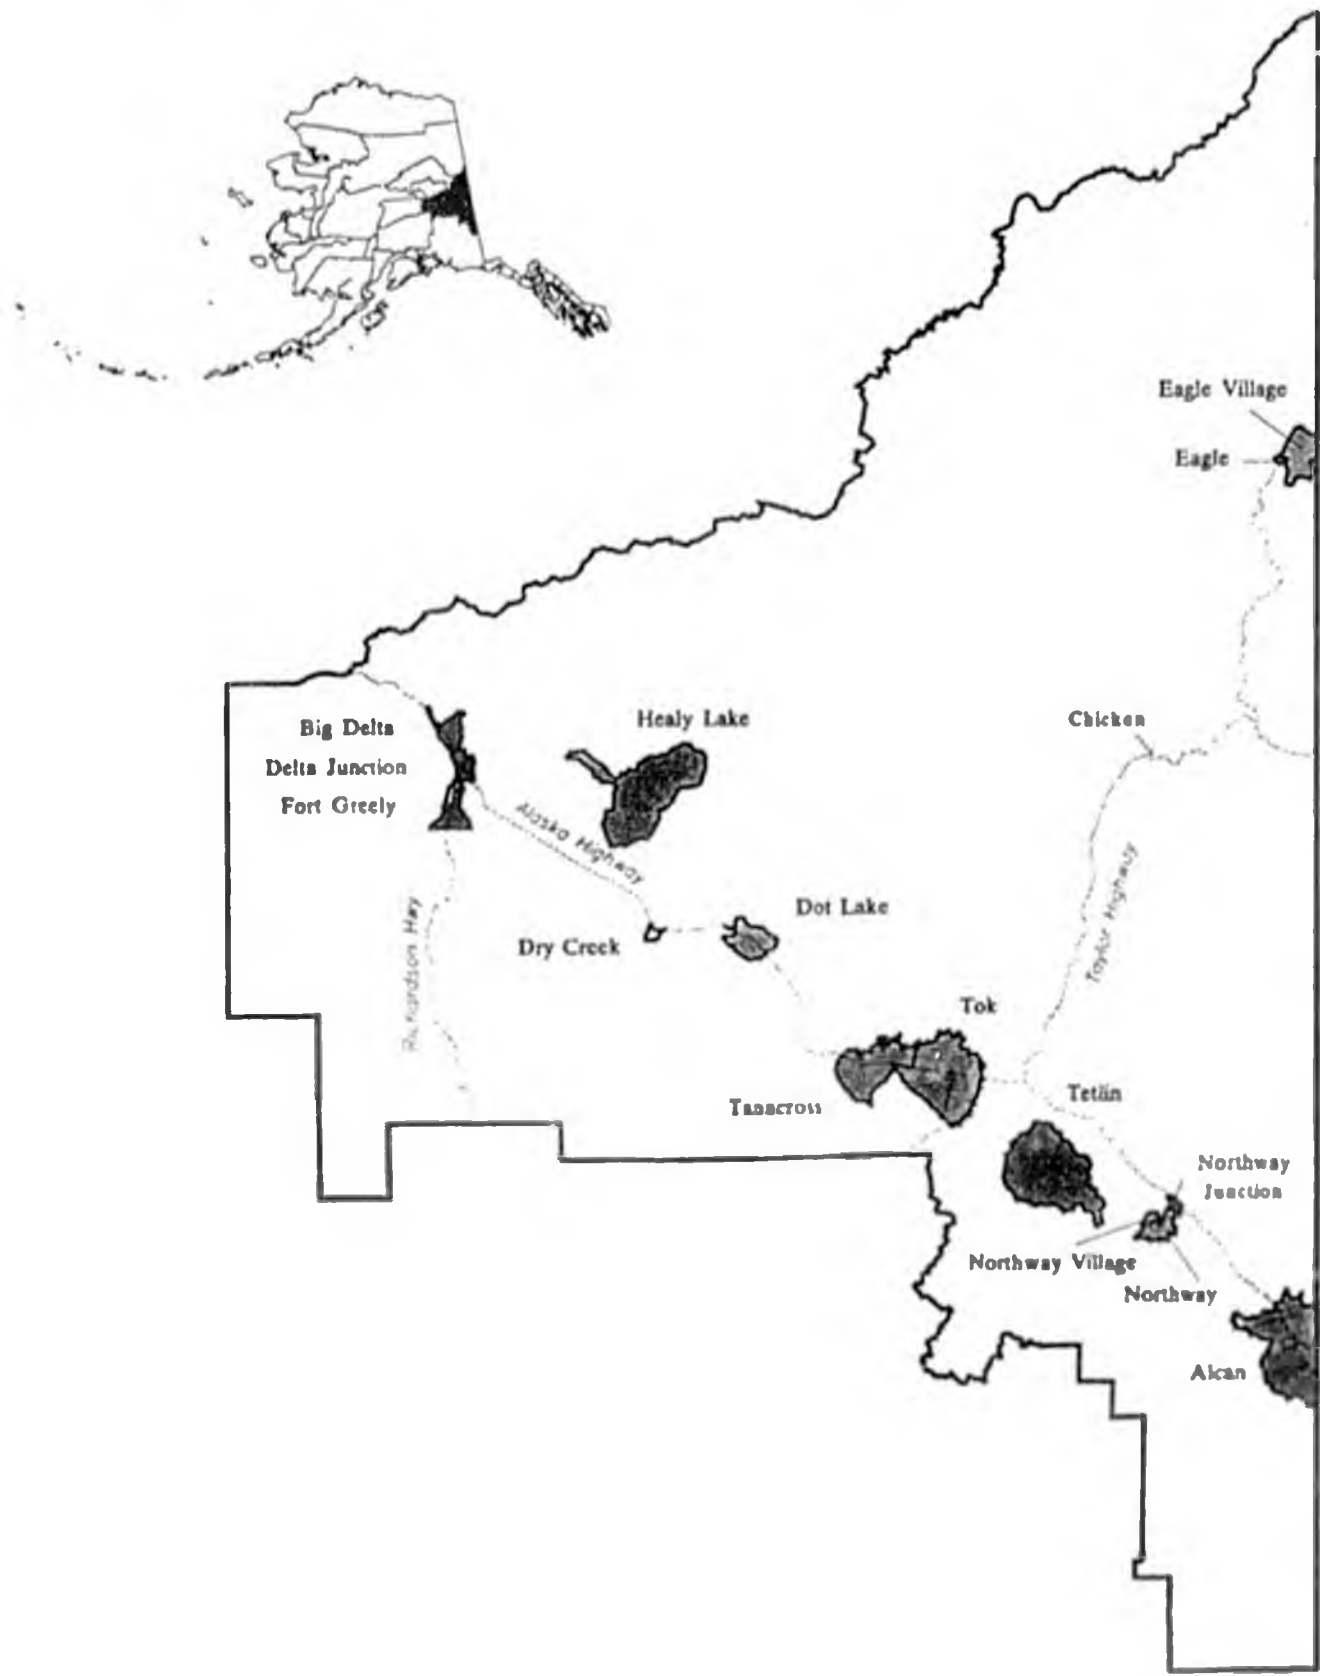 Eagle Village
Eagle
Big Delta
Healy Lake
Chicken
Delta Junction
Fort Greely
Alaska Highway
Taylor Highway
Richardson Hwy
Dot Lake
Dry Creek
Tok
Tetlin
Tanacross
Northway
Junction
Northway Village
Northway
Alcan